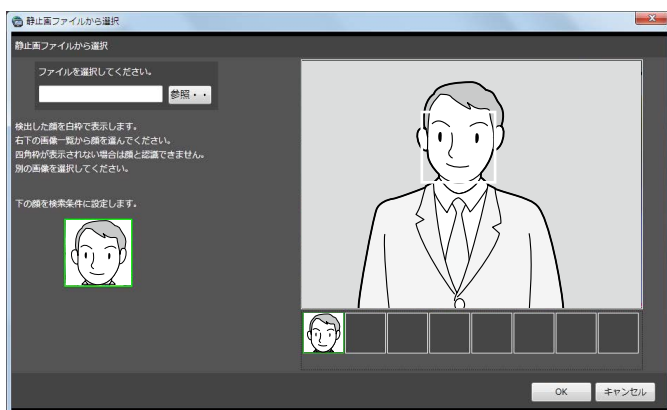 静止画ファイルから選択
静止画ファイルから選択
ファイルを選択してください。
参照・・
検出した顔を白枠で表示します。
右下の画像一覧から顔を選んでください。
四角枠が表示されない場合は顔と認識できません。
別の画像を選択してください。
下の顔を検索条件に設定します。
OK
キャンセル